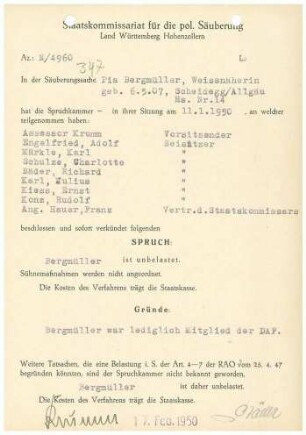 Staatskommissariat für die pol. Säuberung
Land Württemberg Hohenzollern
Az: R/4960
L:
347
In der Säuberungssache Pia Bergmüller, Weissnäherin
geb. 6.5.07, Scheidegg/Allgäu
Hs. Nr.14
hat die Spruchkammer – in ihrer Sitzung am 11.1.1950 , an welcher
teilgenommen haben:
Assessor Krumm Vorsitzender
Engelfried, Adolf Beisitzer
Märkle, Karl "
Schulze, Charlotte "
Bäder, Richard "
Karl, Julius "
Kiess, Ernst "
Konz, Rudolf "
Ang. Hauer, Franz Vertr.d.Staatskommissars
beschlossen und sofort verkündet folgenden
SPRUCH:
Bergmüller ist unbelastet.
Sühnemaßnahmen werden nicht angeordnet.
Die Kosten des Verfahrens trägt die Staatskasse.
Gründe:
Bergmüller war lediglich Mitglied der DAF.
Weitere Tatsachen, die eine Belastung i. S. der Art. 4—7 der RAO vom 25. 4. 47
begründen könnten, sind der Spruchkammer nicht bekannt geworden.
Bergmüller ist daher unbelastet.
Die Kosten des Verfahrens trägt die Staatskasse.
Krumm 17. Feb. 1950